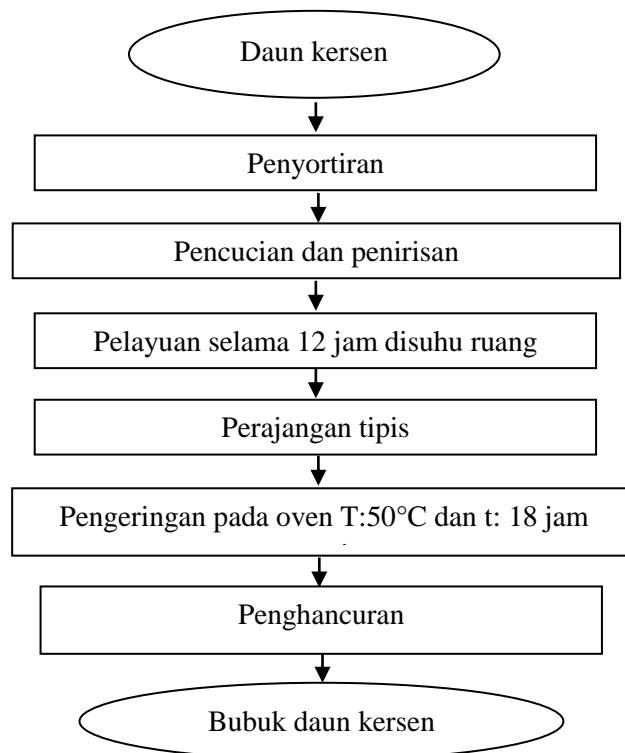 Daun kersen
Penyortiran
Pencucian dan penirisan
Pelayuan selama 12 jam disuhu ruang
Perajangan tipis
Pengeringan pada oven T:50°C dan t: 18 jam
Penghancuran
Bubuk daun kersen